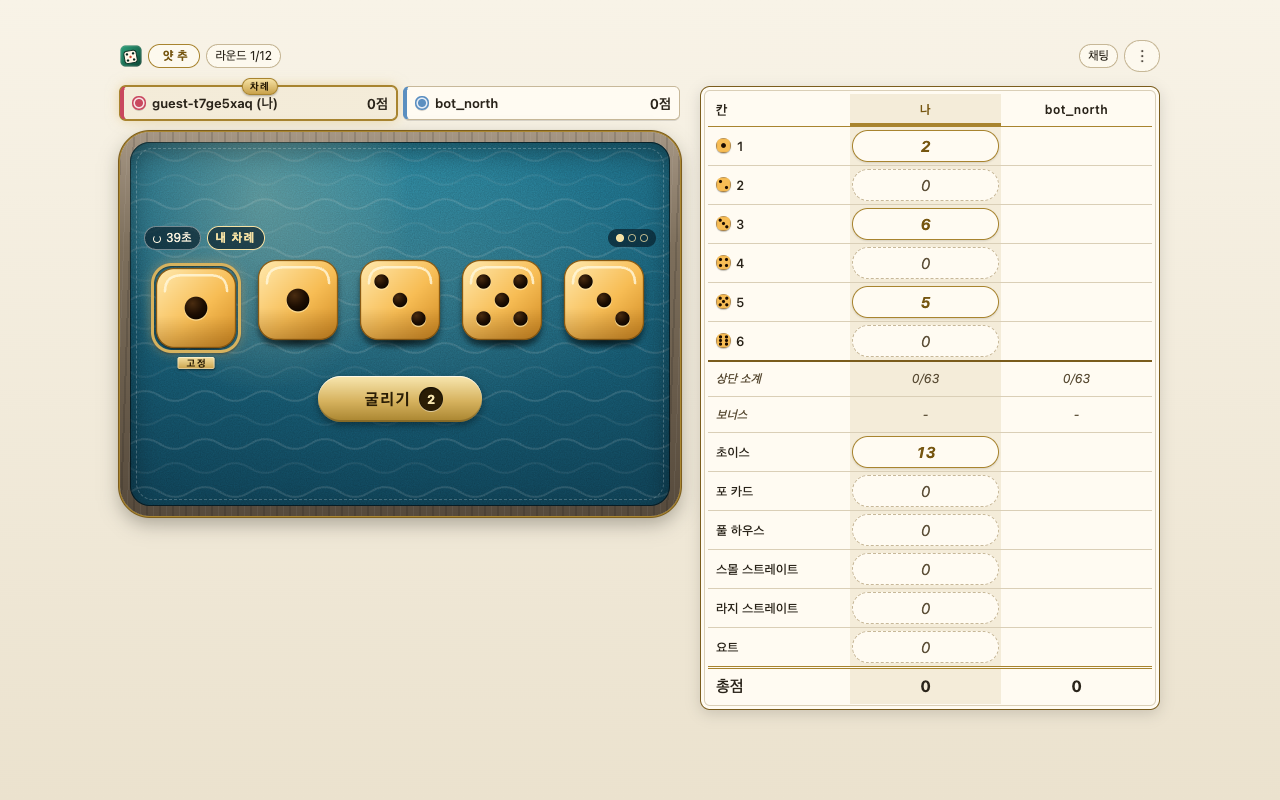 얏 추
라운드 1/12
채팅
차례
guest-t7ge5xaq (나) 0점
bot_north 0점
39초
내 차례
고정
굴리기 2
칸 나 bot_north
1 2
2 0
3 6
4 0
5 5
6 0
상단 소계 0/63 0/63
보너스 - -
초이스 13
포 카드 0
풀 하우스 0
스몰 스트레이트 0
라지 스트레이트 0
요트 0
총점 0 0